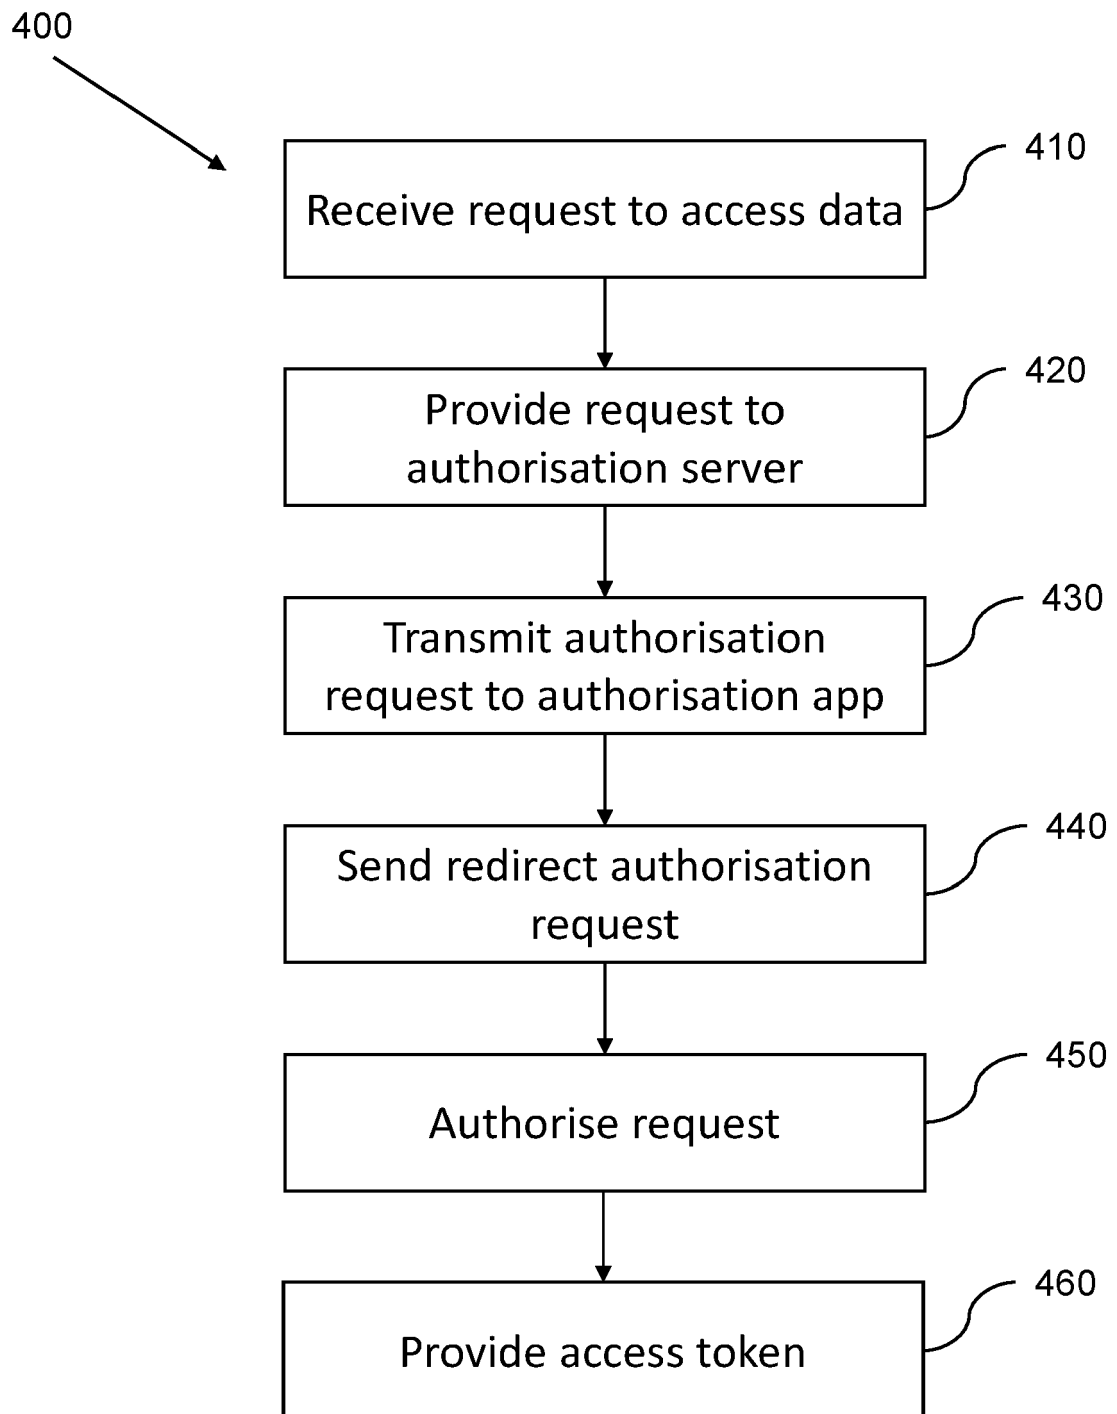 400
410
Receive request to access data
420
Provide request to
authorisation server
430
Transmit authorisation
request to authorisation app
440
Send redirect authorisation
request
450
Authorise request
460
Provide access token